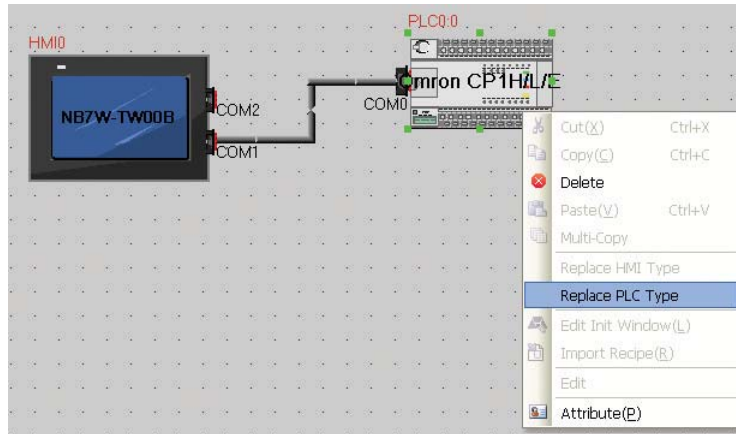 PLC0:0
HMI0
Omron CP1H/L/E
NB7W-TW00B
COM2
COM0
COM1
Cut(X) Ctrl+X
Copy(C) Ctrl+C
Delete
Paste(V) Ctrl+V
Multi-Copy
Replace HMI Type
Replace PLC Type
Edit Init Window(L)
Import Recipe(R)
Edit
Attribute(P)